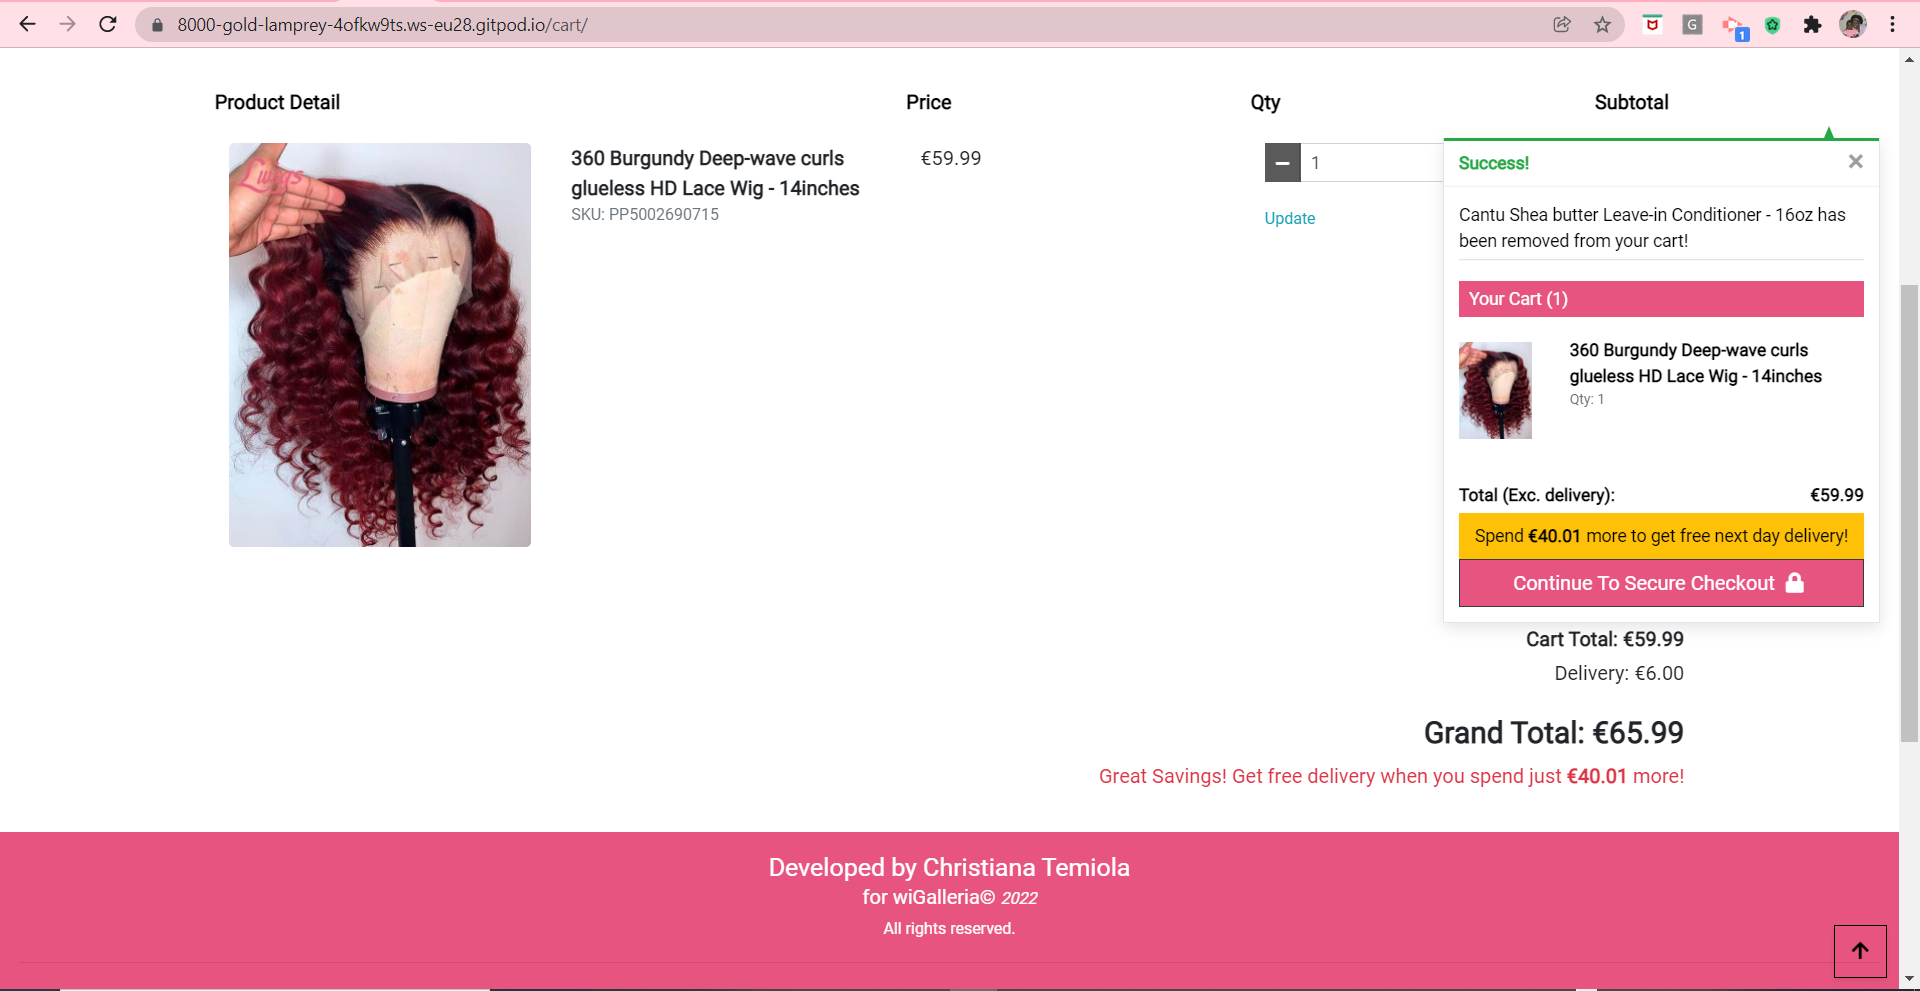 8000-gold-lamprey-4ofkw9ts.ws-eu28.gitpod.io/cart/
G
1
Product Detail
Price
Qty
Subtotal
360 Burgundy Deep-wave curls
glueless HD Lace Wig - 14inches
SKU: PP5002690715
€59.99
1
Update
Success!
×
Cantu Shea butter Leave-in Conditioner - 16oz has
been removed from your cart!
Your Cart (1)
360 Burgundy Deep-wave curls
glueless HD Lace Wig - 14inches
Qty: 1
Total (Exc. delivery):
€59.99
Spend €40.01 more to get free next day delivery!
Continue To Secure Checkout
Cart Total: €59.99
Delivery: €6.00
Grand Total: €65.99
Great Savings! Get free delivery when you spend just €40.01 more!
Developed by Christiana Temiola
for wiGalleria© 2022
All rights reserved.